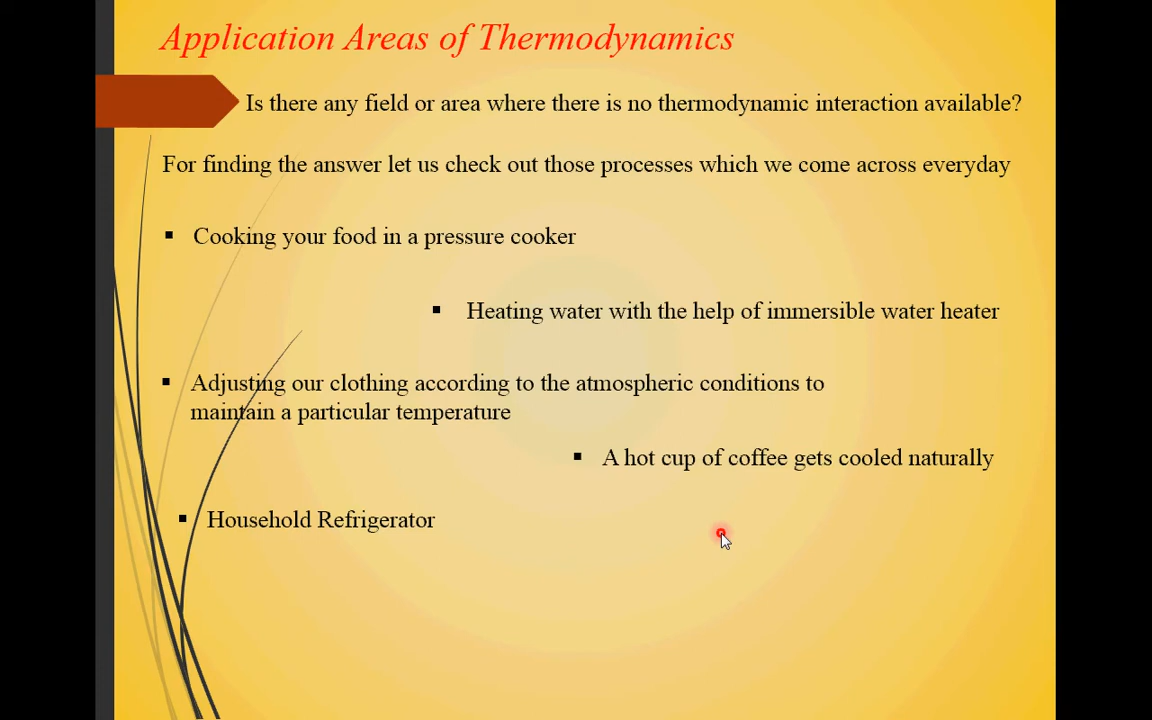 Application Areas of Thermodynamics
Is there any field or area where there is no thermodynamic interaction available?
For finding the answer let us check out those processes which we come across everyday
▪ Cooking your food in a pressure cooker
▪ Heating water with the help of immersible water heater
▪ Adjusting our clothing according to the atmospheric conditions to
maintain a particular temperature
▪ A hot cup of coffee gets cooled naturally
▪ Household Refrigerator